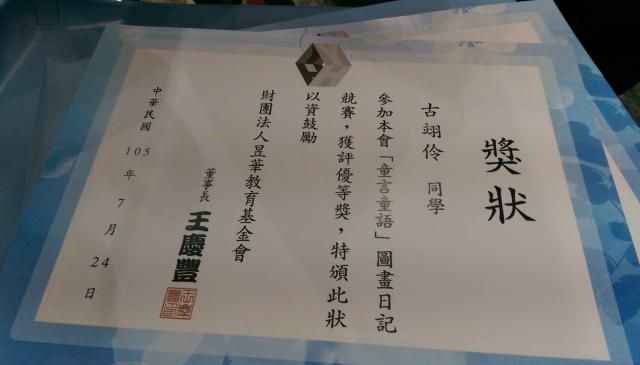 獎狀
古翊伶 同學
參加本會「童言童語」圖畫日記
競賽，獲評優等獎，特頒此狀
以資鼓勵
財團法人昱華教育基金會
董事長 王慶豐
中華民國 105 年 7 月 24 日